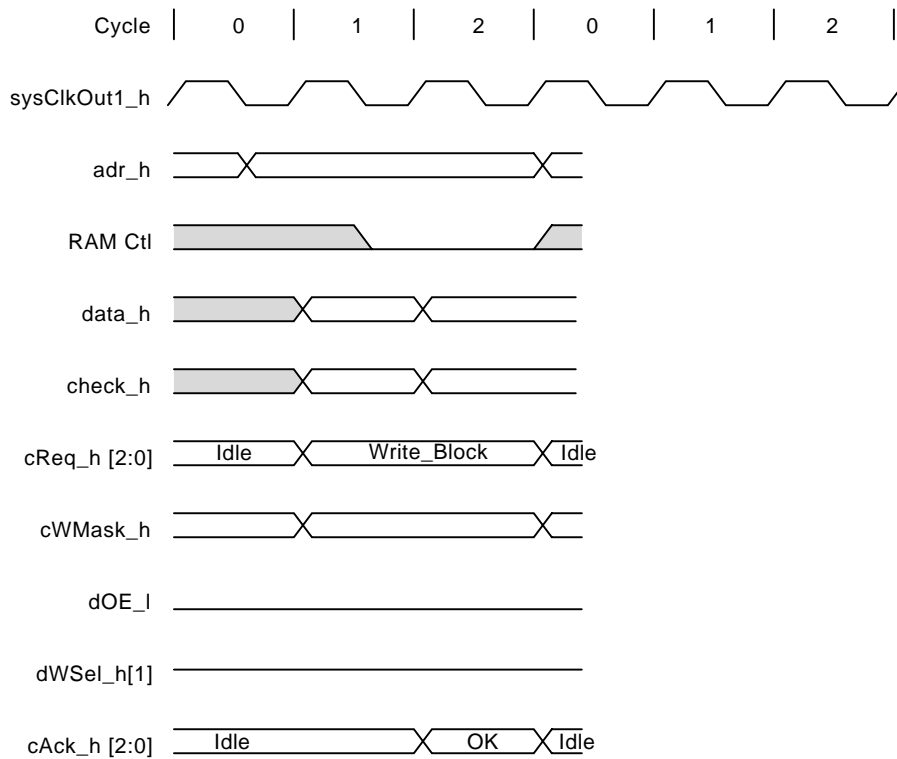 Cycle 0 1 2 0 1 2
sysClkOut1_h
adr_h
RAM Ctl
data_h
check_h
cReq_h [2:0] Idle Write_Block Idle
cWMask_h
dOE_l
dWSel_h[1]
cAck_h [2:0] Idle OK Idle